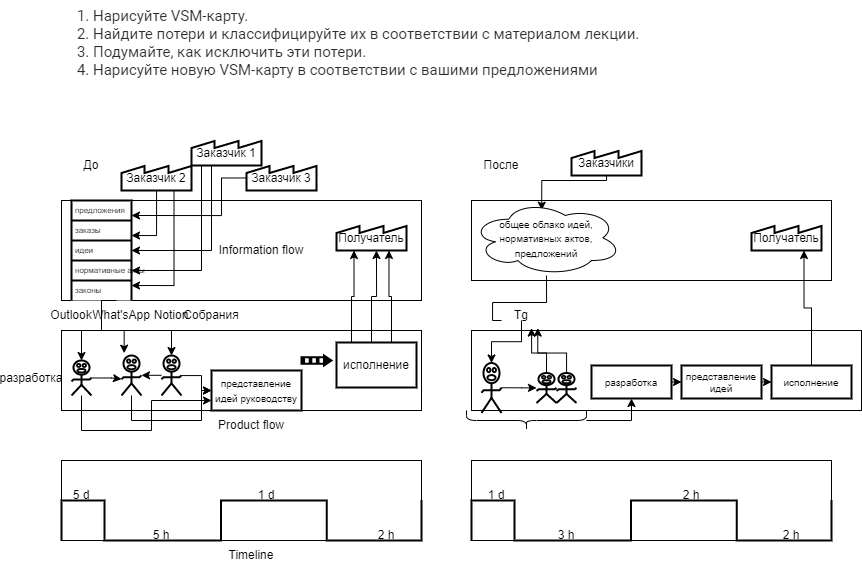 1. Нарисуйте VSM-карту.
2. Найдите потери и классифицируйте их в соответствии с материалом лекции.
3. Подумайте, как исключить эти потери.
4. Нарисуйте новую VSM-карту в соответствии с вашими предложениями
До
Заказчик 1
Заказчик 2
Заказчик 3
предложения
заказы
идеи
нормативные акты
законы
Information flow
Получатель
Outlook
What'sApp
Notion
Собрания
разработка
представление
идей руководству
исполнение
Product flow
5 d
5 h
1 d
2 h
Timeline
После
Заказчики
общее облако идей,
нормативных актов,
предложений
Получатель
Tg
разработка
представление
идей
исполнение
1 d
3 h
2 h
2 h